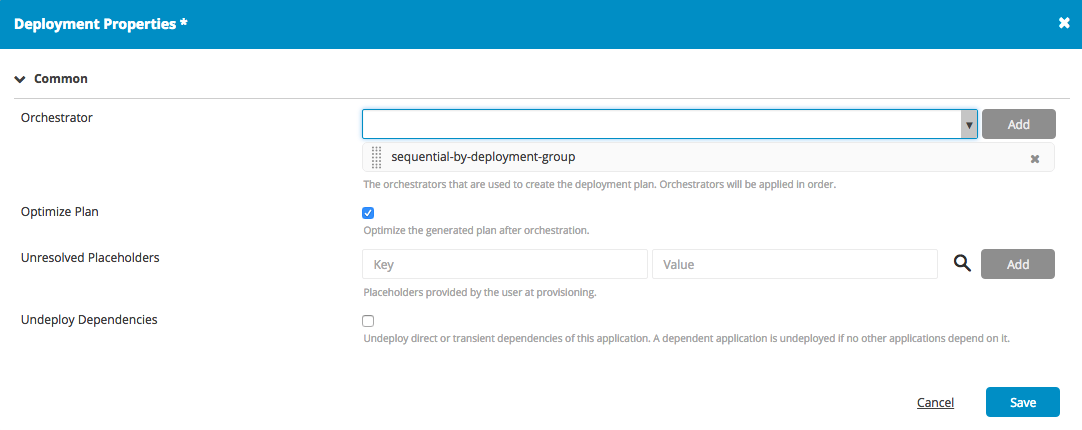 Deployment Properties *
Common
Orchestrator
Add
sequential-by-deployment-group
The orchestrators that are used to create the deployment plan. Orchestrators will be applied in order.
Optimize Plan
Optimize the generated plan after orchestration.
Unresolved Placeholders
Key
Value
Add
Placeholders provided by the user at provisioning.
Undeploy Dependencies
Undeploy direct or transient dependencies of this application. A dependent application is undeployed if no other applications depend on it.
Cancel
Save